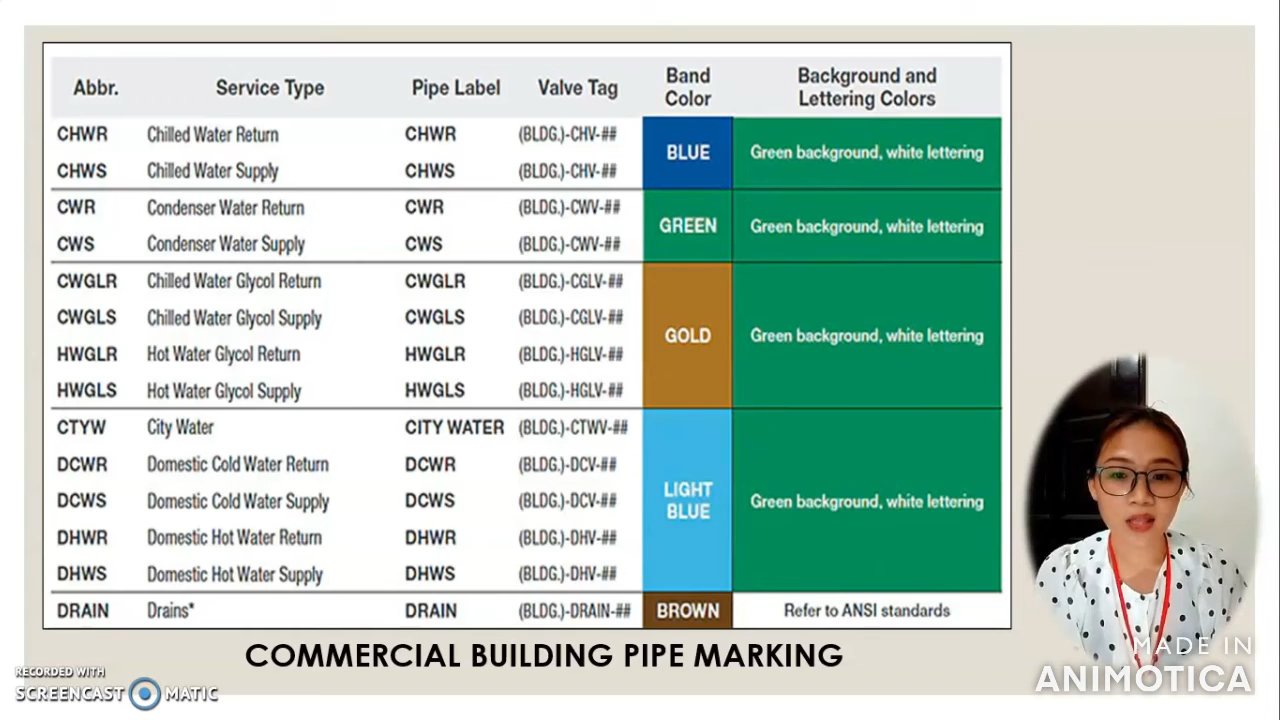 Abbr. Service Type Pipe Label Valve Tag Band Color Background and Lettering Colors
CHWR Chilled Water Return CHWR (BLDG.)-CHV-## BLUE Green background, white lettering
CHWS Chilled Water Supply CHWS (BLDG.)-CHV-##
CWR Condenser Water Return CWR (BLDG.)-CWV-## GREEN Green background, white lettering
CWS Condenser Water Supply CWS (BLDG.)-CWV-##
CWGLR Chilled Water Glycol Return CWGLR (BLDG.)-CGLV-## GOLD Green background, white lettering
CWGLS Chilled Water Glycol Supply CWGLS (BLDG.)-CGLV-##
HWGLR Hot Water Glycol Return HWGLR (BLDG.)-HGLV-##
HWGLS Hot Water Glycol Supply HWGLS (BLDG.)-HGLV-##
CTYW City Water CITY WATER (BLDG.)-CTWV-## LIGHT BLUE Green background, white lettering
DCWR Domestic Cold Water Return DCWR (BLDG.)-DCV-##
DCWS Domestic Cold Water Supply DCWS (BLDG.)-DCV-##
DHWR Domestic Hot Water Return DHWR (BLDG.)-DHV-##
DHWS Domestic Hot Water Supply DHWS (BLDG.)-DHV-##
DRAIN Drains* DRAIN (BLDG.)-DRAIN-## BROWN Refer to ANSI standards
COMMERCIAL BUILDING PIPE MARKING
RECORDED WITH
SCREENCAST MATIC
MADE IN
ANIMOTICA